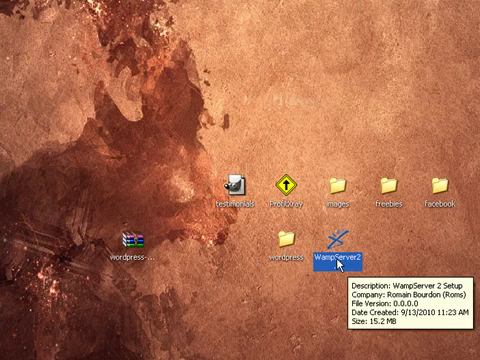 testimonials
ProfitXray
images
freebies
facebook
wordpress-...
wordpress
WampServer2
Description: WampServer 2 Setup
Company: Romain Bourdon (Roms)
File Version: 0.0.0.0
Date Created: 9/13/2010 11:23 AM
Size: 15.2 MB